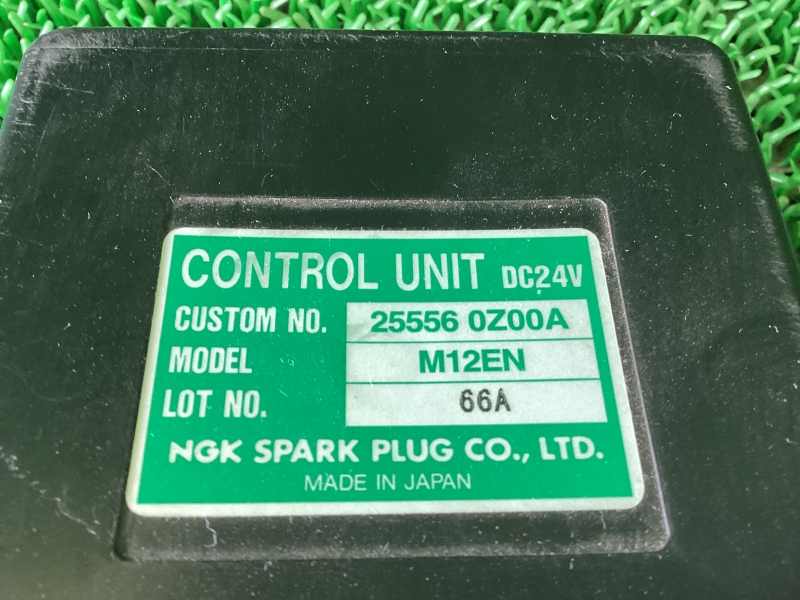 CONTROL UNIT DC24V
CUSTOM NO. 25556 0Z00A
MODEL M12EN
LOT NO. 66A
NGK SPARK PLUG CO., LTD.
MADE IN JAPAN